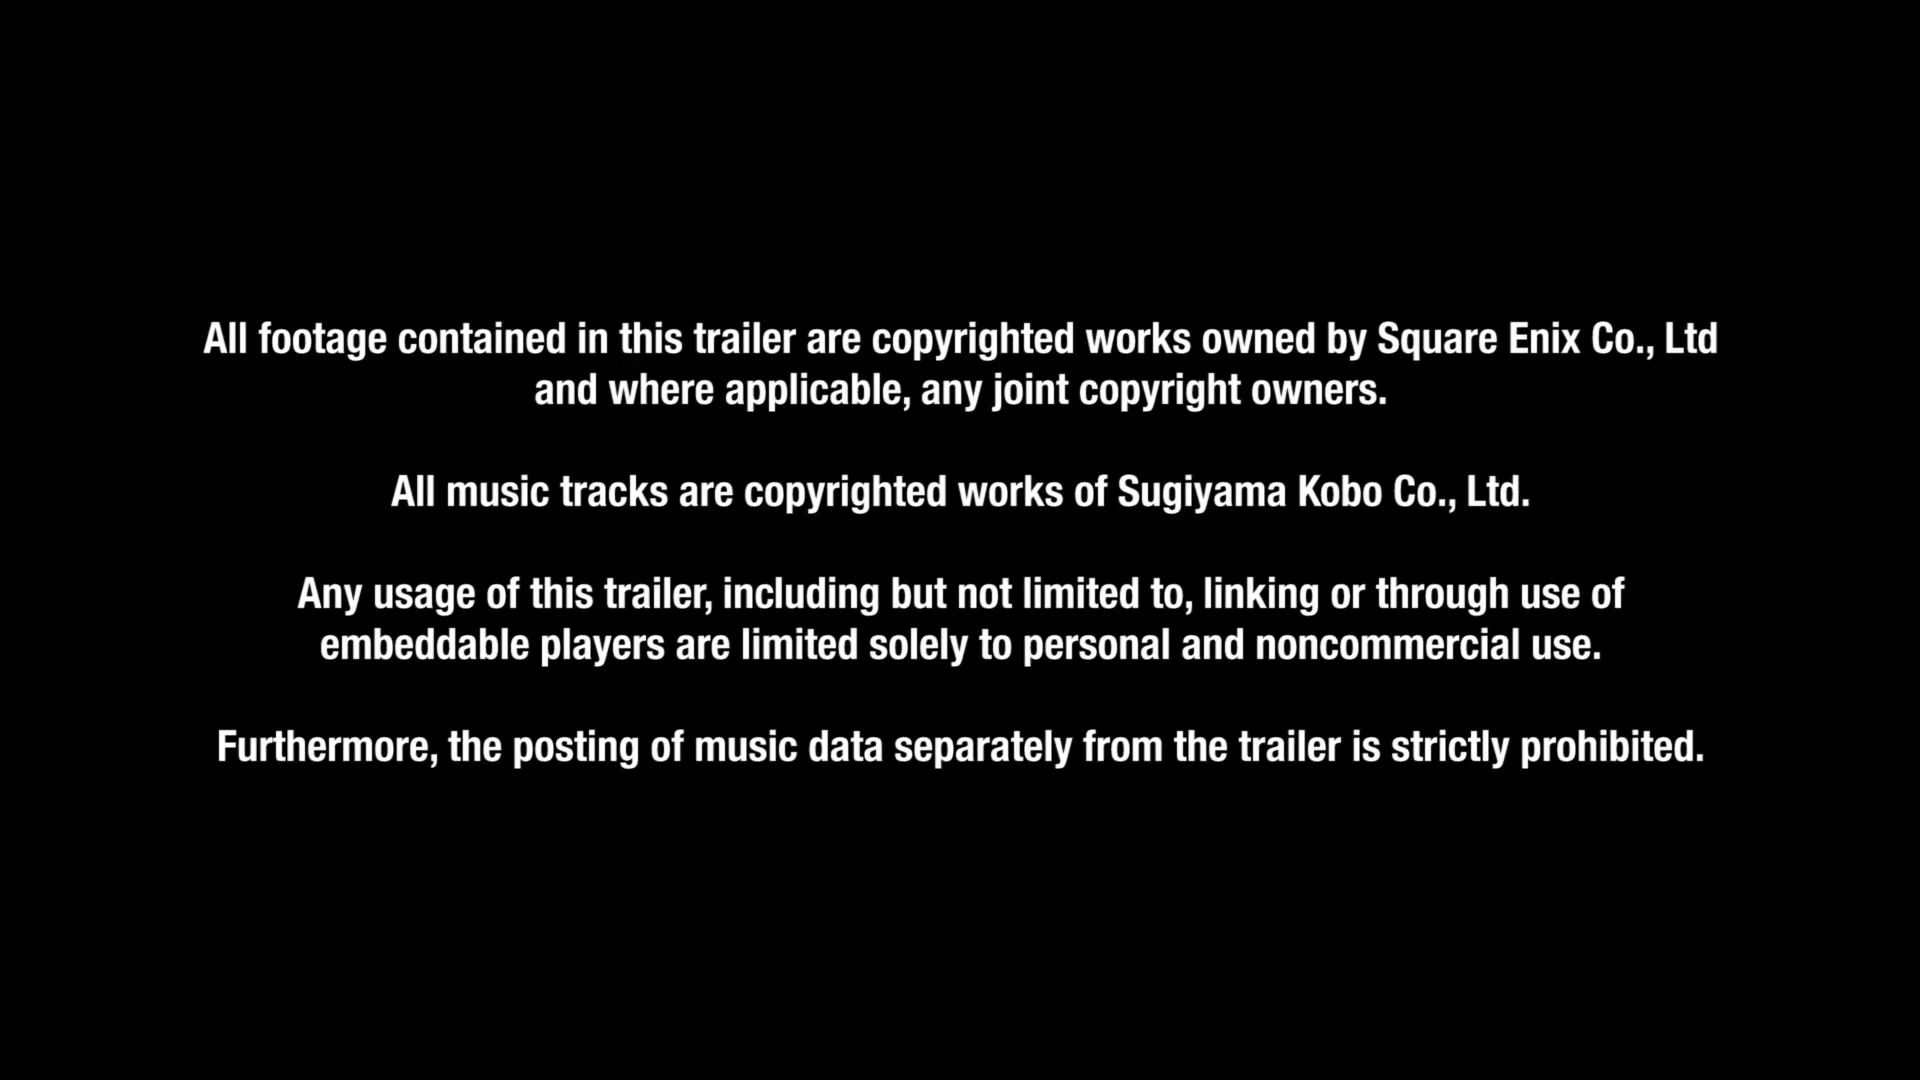 All footage contained in this trailer are copyrighted works owned by Square Enix Co., Ltd
and where applicable, any joint copyright owners.
All music tracks are copyrighted works of Sugiyama Kobo Co., Ltd.
Any usage of this trailer, including but not limited to, linking or through use of
embeddable players are limited solely to personal and noncommercial use.
Furthermore, the posting of music data separately from the trailer is strictly prohibited.